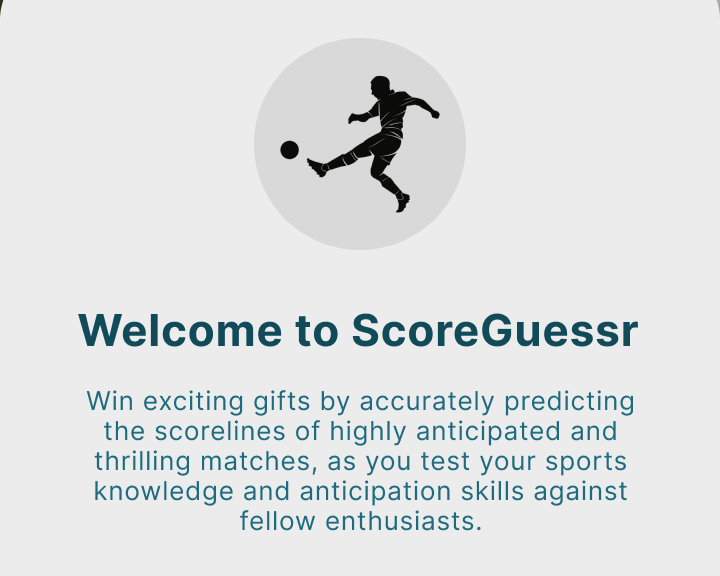 Welcome to ScoreGuessr
Win exciting gifts by accurately predicting
the scorelines of highly anticipated and
thrilling matches, as you test your sports
knowledge and anticipation skills against
fellow enthusiasts.